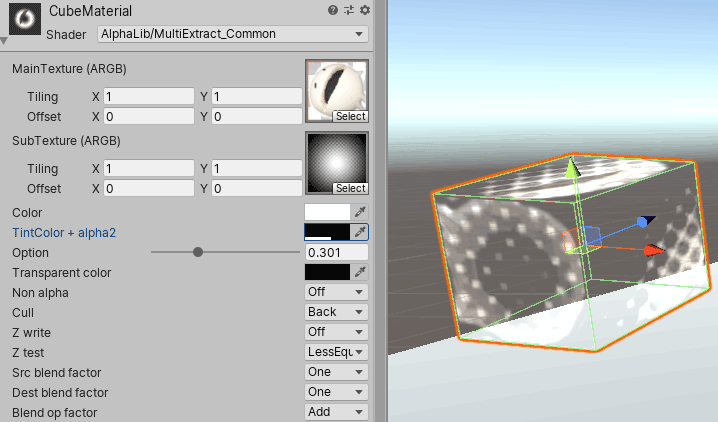 CubeMaterial
Shader AlphaLib/MultiExtract_Common
MainTexture (ARGB)
Tiling X 1 Y 1
Offset X 0 Y 0
Select
SubTexture (ARGB)
Tiling X 1 Y 1
Offset X 0 Y 0
Select
Color
TintColor + alpha2
Option 0.301
Transparent color
Non alpha Off
Cull Back
Z write Off
Z test LessEqu
Src blend factor One
Dest blend factor One
Blend op factor Add